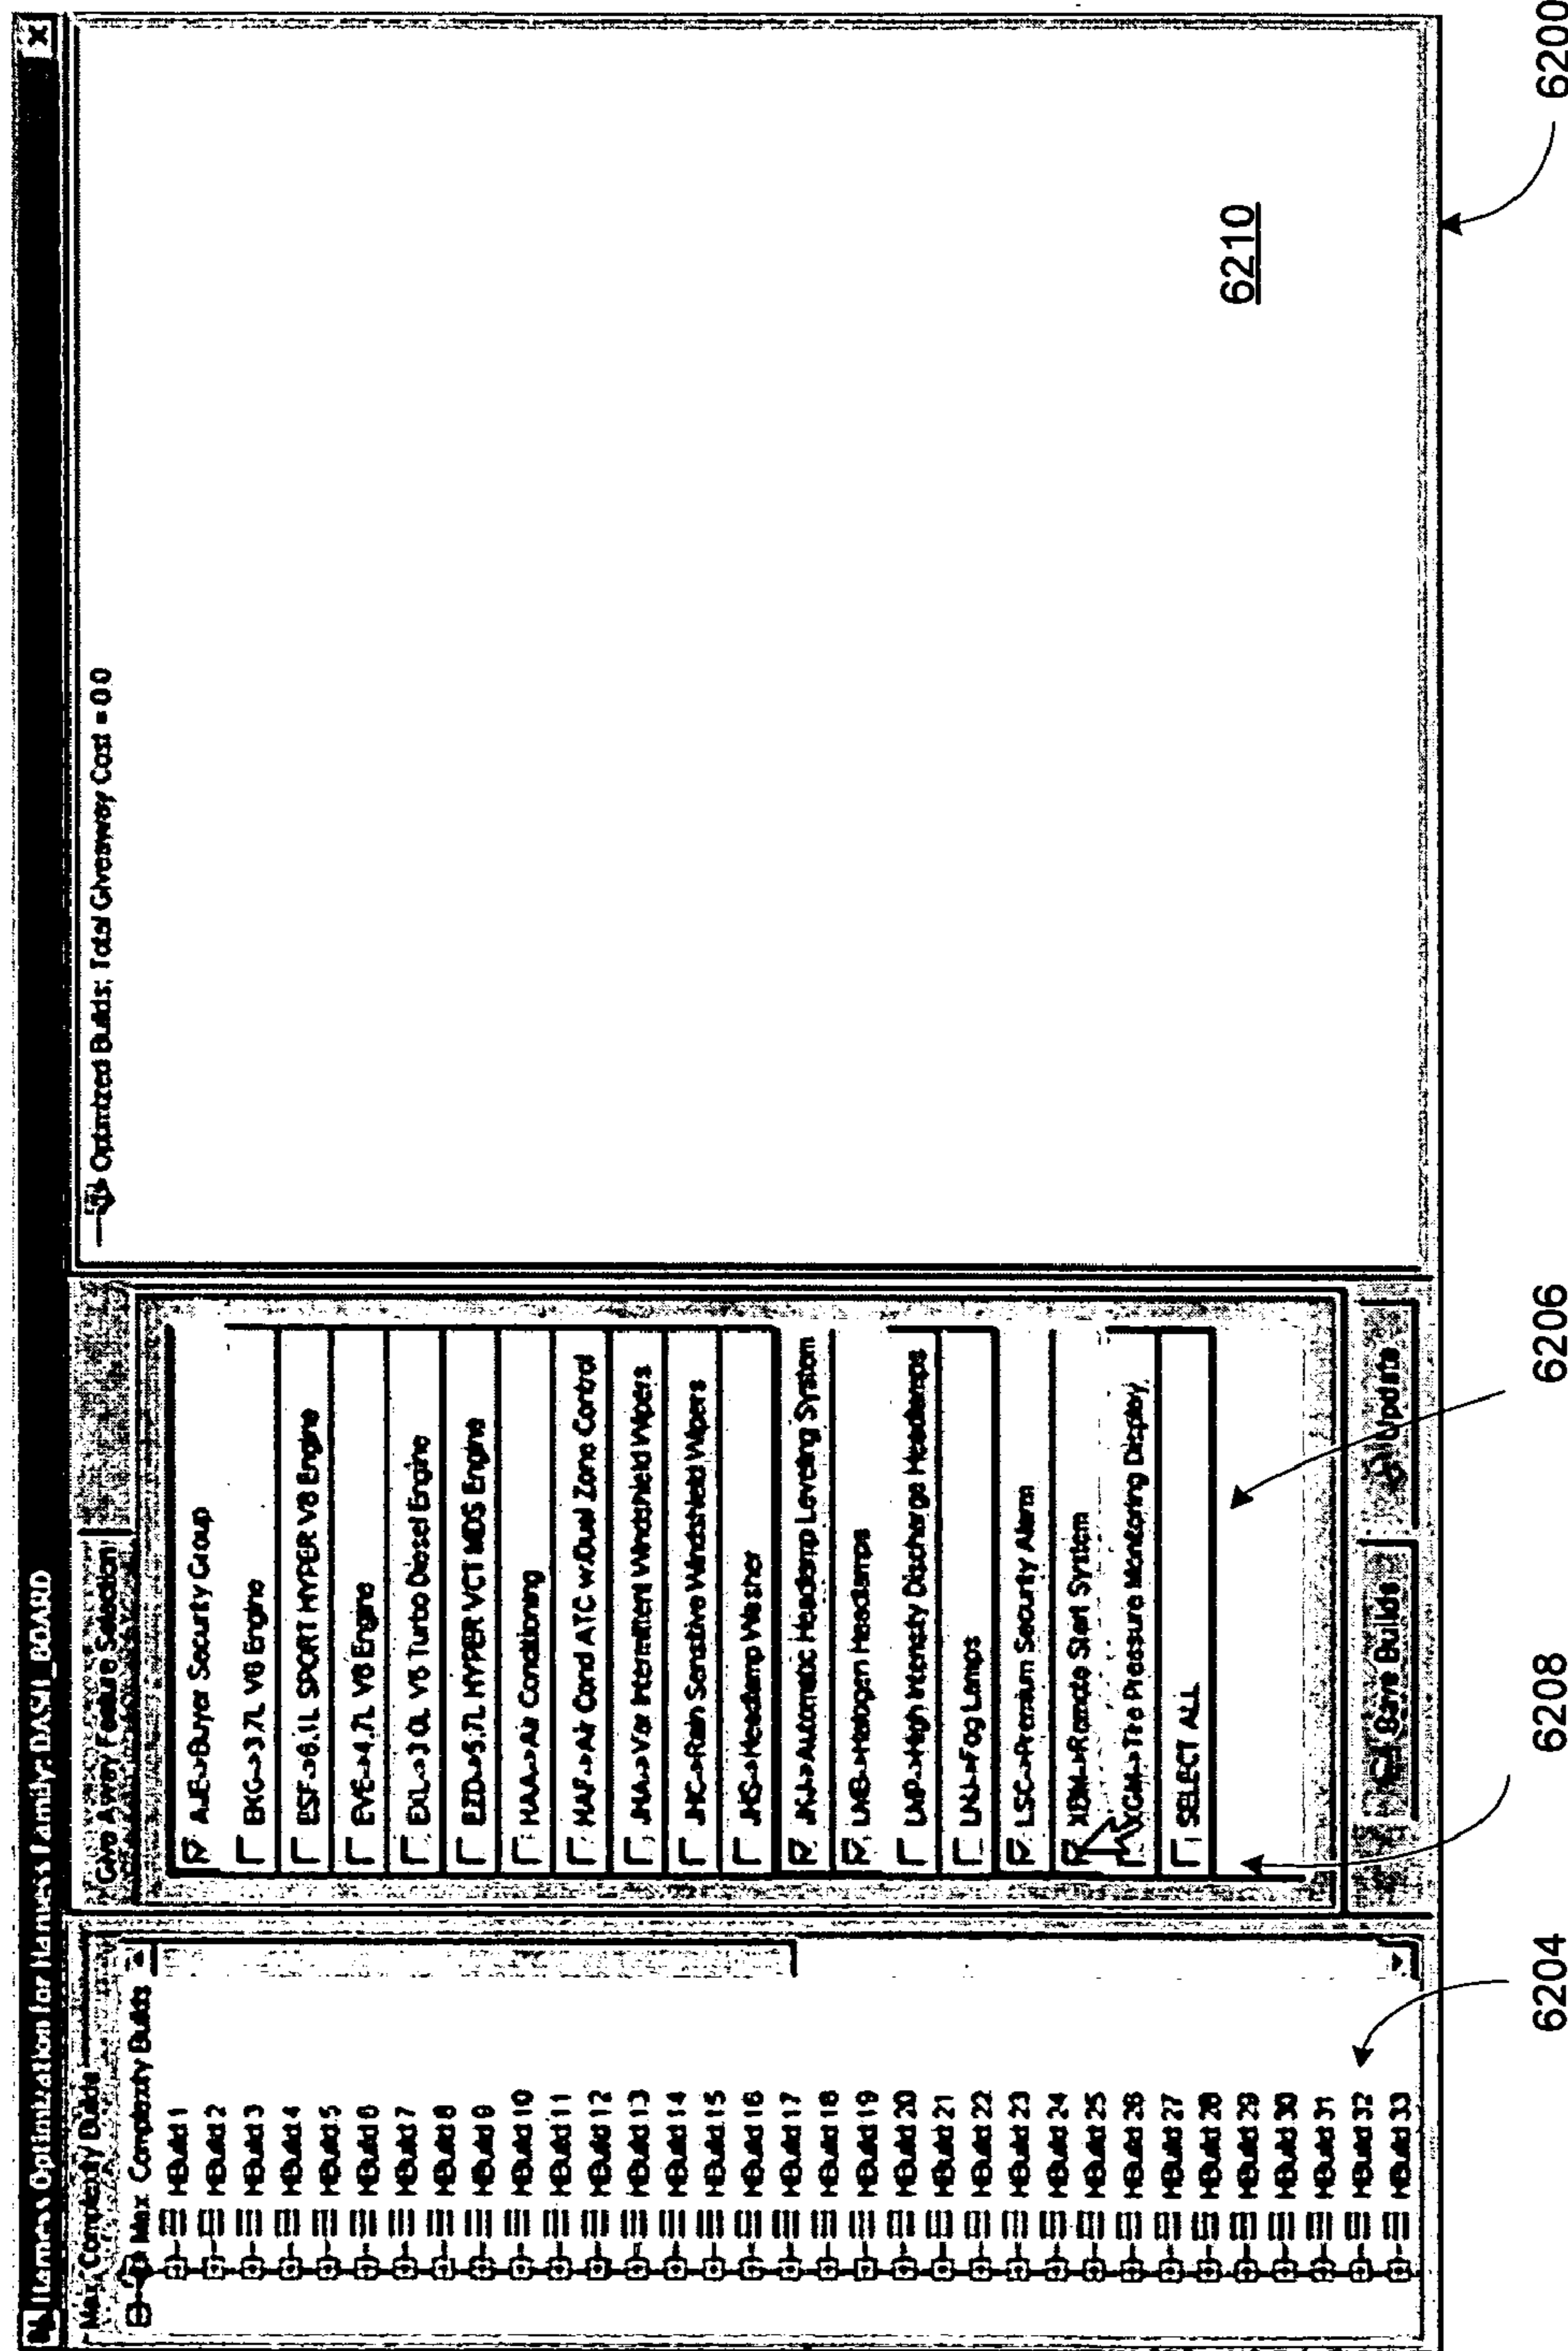 Harness Optimization for Harness Family: DASH_BOARD
Max Complexity Builds
Max Complexity Builds
HBuild 1
HBuild 2
HBuild 3
HBuild 4
HBuild 5
HBuild 6
HBuild 7
HBuild 8
HBuild 9
HBuild 10
HBuild 11
HBuild 12
HBuild 13
HBuild 14
HBuild 15
HBuild 16
HBuild 17
HBuild 18
HBuild 19
HBuild 20
HBuild 21
HBuild 22
HBuild 23
HBuild 24
HBuild 25
HBuild 26
HBuild 27
HBuild 28
HBuild 29
HBuild 30
HBuild 31
HBuild 32
HBuild 33
Give Away Feature Selection
AJE->Buyer Security Group
EKG->3.7L V6 Engine
ESF->6.1L SPORT HYPER V8 Engine
EVE->4.7L V8 Engine
EXL->3.0L V6 Turbo Diesel Engine
EZD->5.7L HYPER VCT MDS Engine
HAA->Air Conditioning
HAF->Air Cond ATC w/Dual Zone Control
JHA->Var Intermittent Windshield Wipers
JHC->Rain Sensitive Windshield Wipers
JHS->Headlamp Washer
JKJ->Automatic Headlamp Leveling System
LMB->Halogen Headlamps
LMP->High Intensity Discharge Headlamps
LNJ->Fog Lamps
LSC->Premium Security Alarm
XBM->Remote Start System
XGM->Tire Pressure Monitoring Display
SELECT ALL
Save Builds
Update
Optimized Builds; Total Giveaway Cost = 0.0
6210
6204
6208
6206
6200